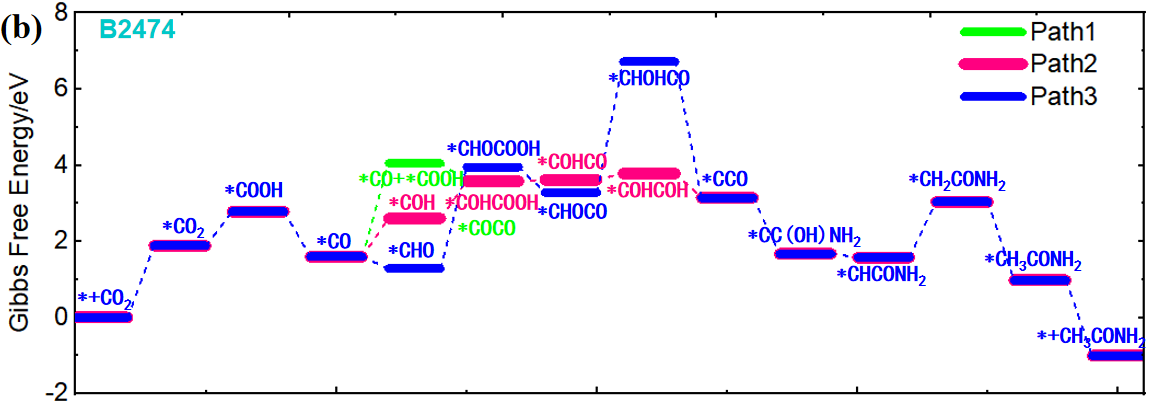 (b)
B2474
Gibbs Free Energy/eV
8
6
4
2
0
-2
Path1
Path2
Path3
*+CO₂
*CO₂
*COOH
*CO
*CO+*COOH
*COH
*CHO
*CHOCOOH
*COHCOOH
*COCO
*COHCO
*CHOCO
*CHOHCO
*COHCOH
*CCO
*CC(OH)NH₂
*CHCONH₂
*CH₂CONH₂
*CH₃CONH₂
*+CH₃CONH₂